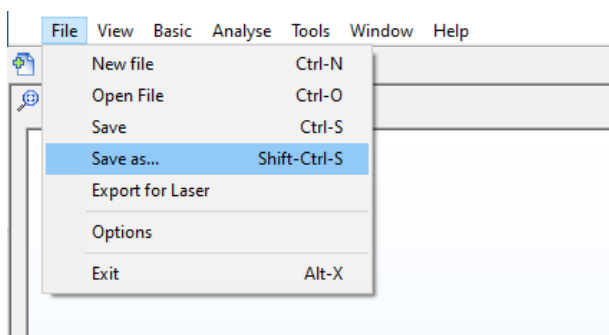 File View Basic Analyse Tools Window Help
New file Ctrl-N
Open File Ctrl-O
Save Ctrl-S
Save as... Shift-Ctrl-S
Export for Laser
Options
Exit Alt-X